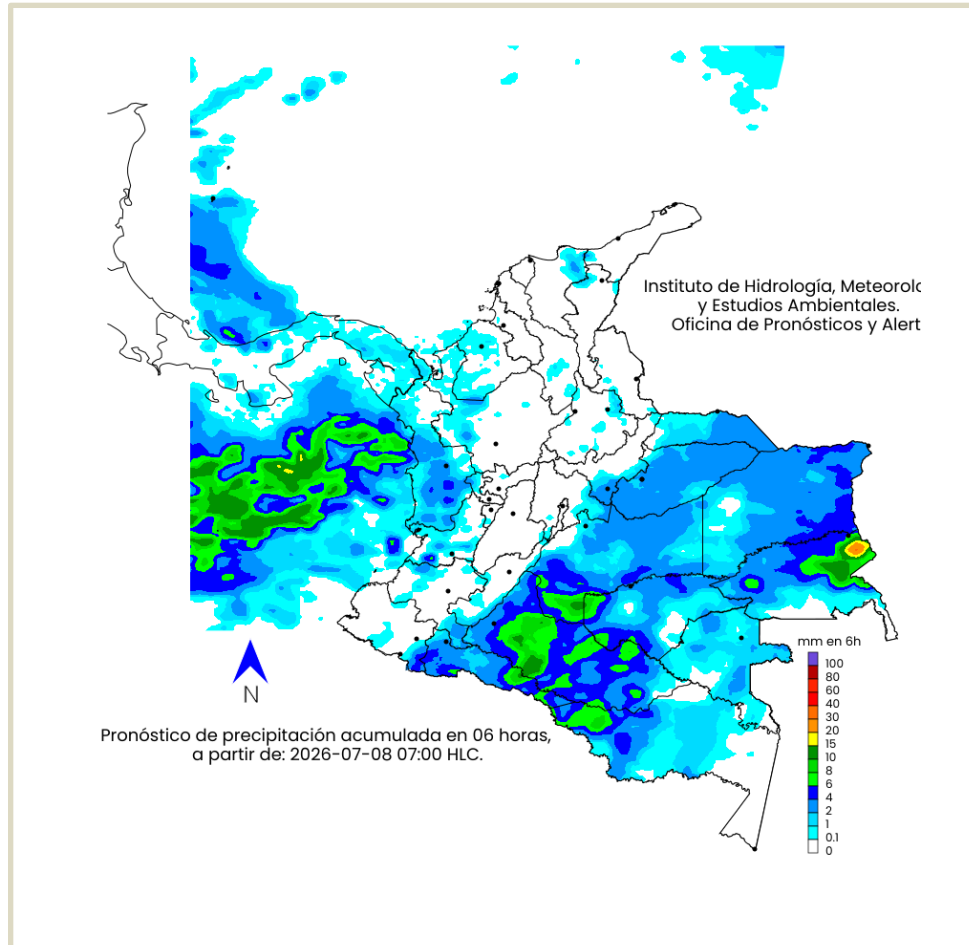 Instituto de Hidrología, Meteorolo
y Estudios Ambientales.
Oficina de Pronósticos y Alert
mm en 6h
100
80
60
40
30
20
15
10
8
6
4
2
1
0.1
0
N
Pronóstico de precipitación acumulada en 06 horas,
a partir de: 2026-07-08 07:00 HLC.